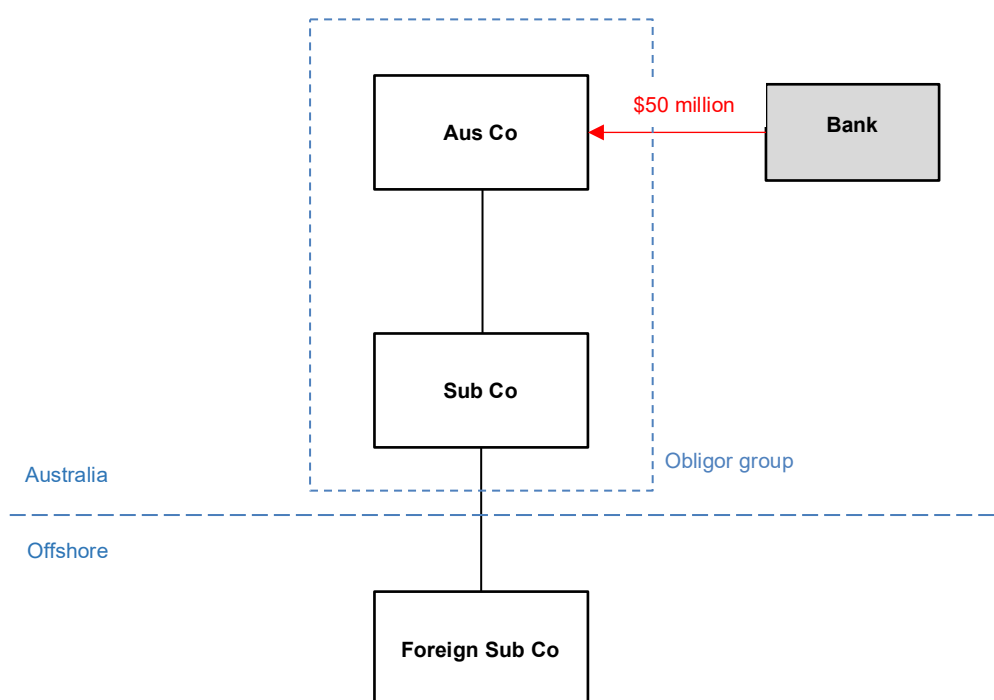 $50 million
Bank
Aus Co
Sub Co
Obligor group
Australia
Offshore
Foreign Sub Co